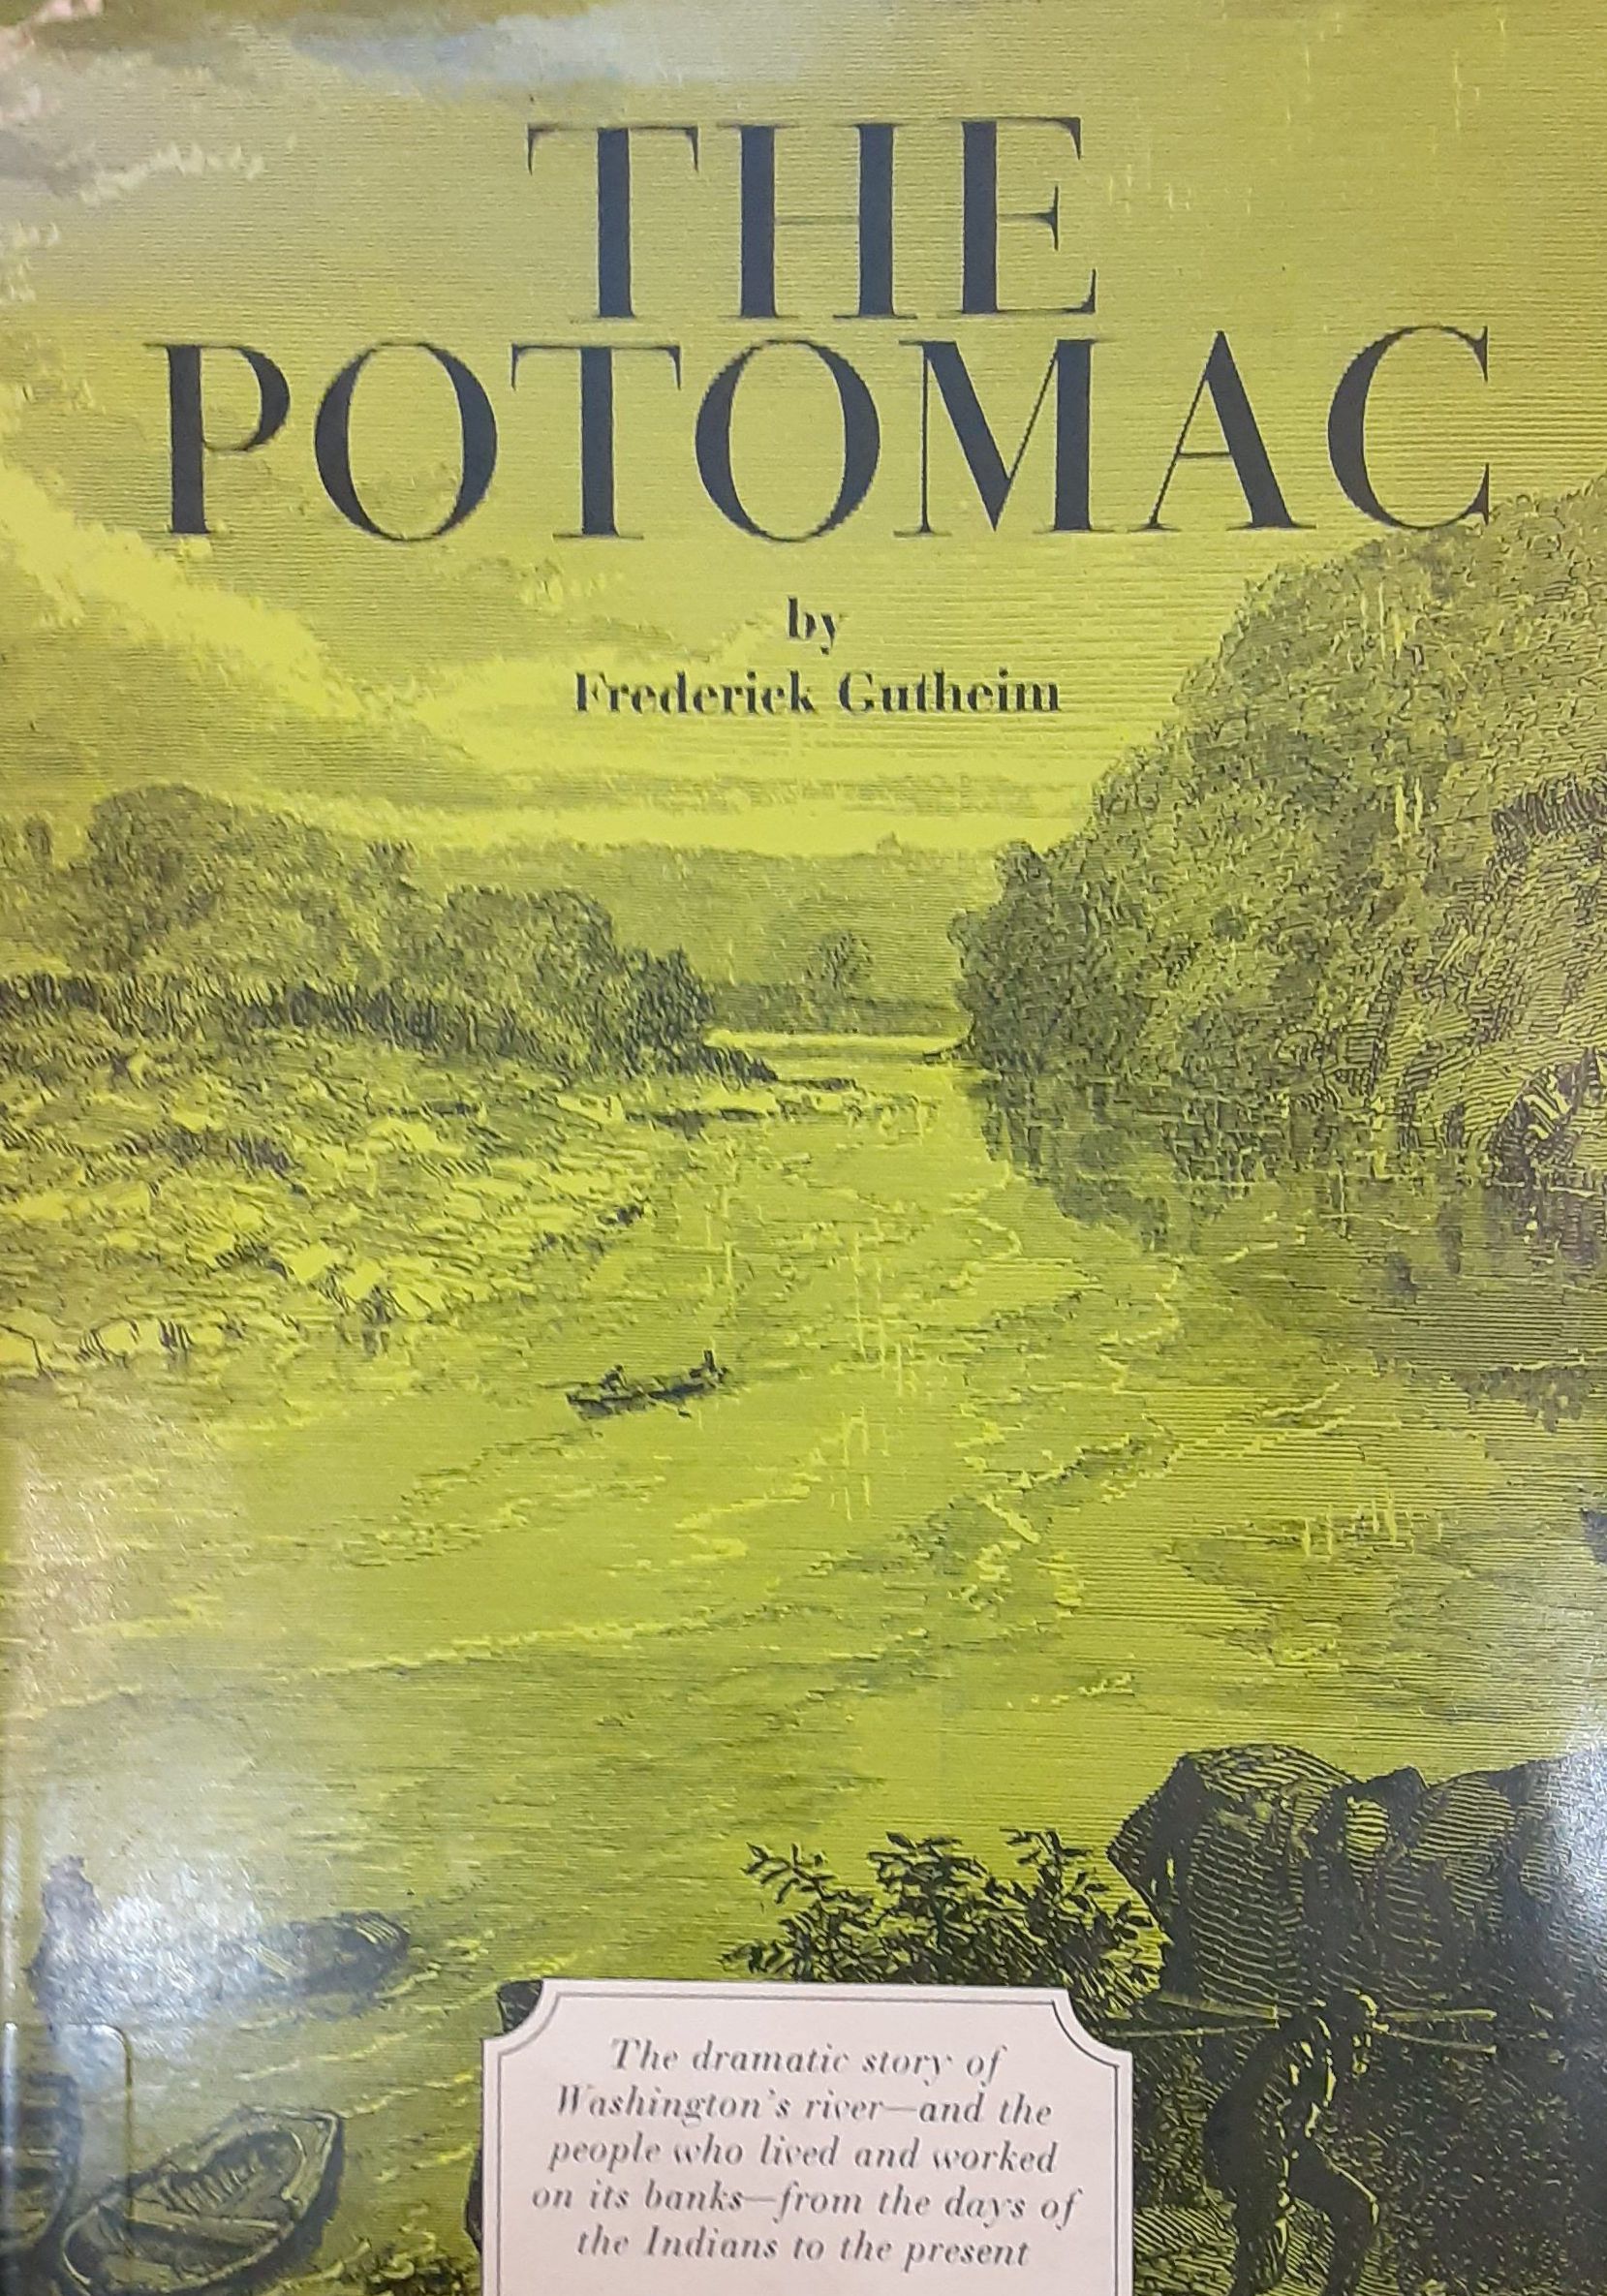 THE
POTOMAC
by
Frederick Gutheim
The dramatic story of
Washington's river—and the
people who lived and worked
on its banks—from the days of
the Indians to the present